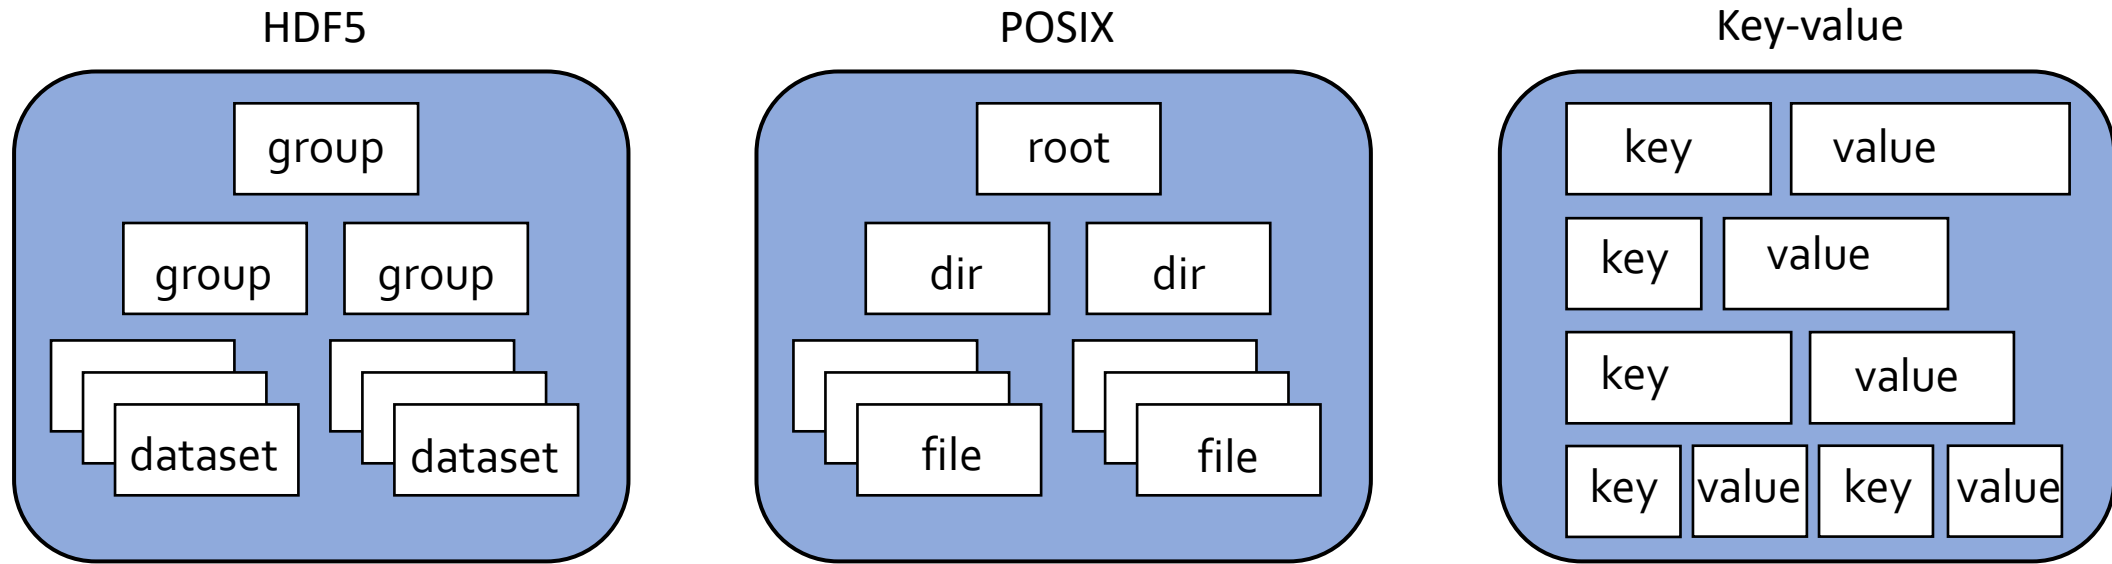 HDF5
group
group group
dataset dataset
POSIX
root
dir dir
file file
Key-value
key value
key value
key value
key value key value